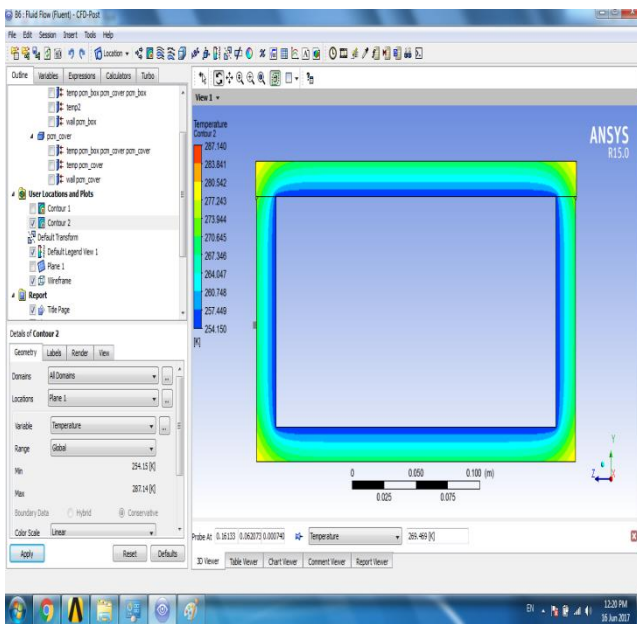 B6 : Fluid Flow (Fluent) - CFD-Post
File Edit Session Insert Tools Help
Location
Outline Variables Expressions Calculators Turbo
temp pcm_box pcm_cover pcm_box
temp2
wall pcm_box
pcm_cover
temp pcm_box pcm_cover pcm_cover
temp pcm_cover
wall pcm_cover
User Locations and Plots
Contour 1
Contour 2
Default Transform
Default Legend View 1
Plane 1
Wireframe
Report
Title Page
Details of Contour 2
Geometry Labels Render View
Domains All Domains ...
Locations Plane 1 ...
Variable Temperature ...
Range Global
Min 254.15 [K]
Max 287.14 [K]
Boundary Data Hybrid Conservative
Color Scale Linear
Apply Reset Defaults
View 1
Temperature
Contour 2
287.140
283.841
280.542
277.243
273.944
270.645
267.346
264.047
260.748
257.449
254.150
[K]
ANSYS
R15.0
Y
Z
0 0.050 0.100 (m)
0.025 0.075
Probe At 0.16133 0.062073 0.000740 Temperature 269.469 [K]
3D Viewer Table Viewer Chart Viewer Comment Viewer Report Viewer
EN 12:20 PM
16 Jun 2017